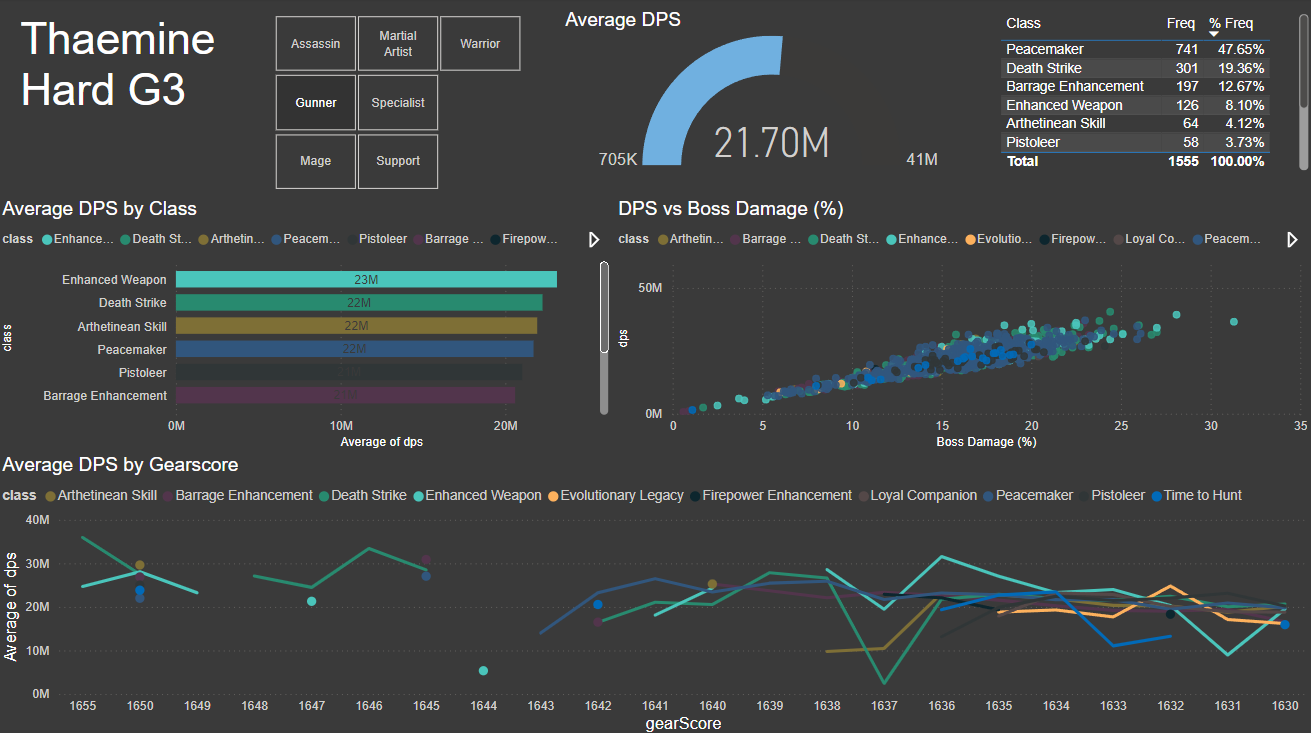 Thaemine
Hard G3
Assassin
Martial
Artist
Warrior
Gunner
Specialist
Mage
Support
Average DPS
705K
21.70M
41M
Class Freq % Freq
Peacemaker 741 47.65%
Death Strike 301 19.36%
Barrage Enhancement 197 12.67%
Enhanced Weapon 126 8.10%
Arthetinean Skill 64 4.12%
Pistoleer 58 3.73%
Total 1555 100.00%
Average DPS by Class
class Enhance... Death St... Arthetin... Peacem... Pistoleer Barrage ... Firepow...
class
Enhanced Weapon 23M
Death Strike 22M
Arthetinean Skill 22M
Peacemaker 22M
Pistoleer
Barrage Enhancement
0M 10M 20M
Average of dps
DPS vs Boss Damage (%)
class Arthetin... Barrage ... Death St... Enhance... Evolutio... Firepow... Loyal Co... Peacem...
dps
50M
0M
0 5 10 15 20 25 30 35
Boss Damage (%)
Average DPS by Gearscore
class Arthetinean Skill Barrage Enhancement Death Strike Enhanced Weapon Evolutionary Legacy Firepower Enhancement Loyal Companion Peacemaker Pistoleer Time to Hunt
Average of dps
40M
30M
20M
10M
0M
1655 1650 1649 1648 1647 1646 1645 1644 1643 1642 1641 1640 1639 1638 1637 1636 1635 1634 1633 1632 1631 1630
gearScore